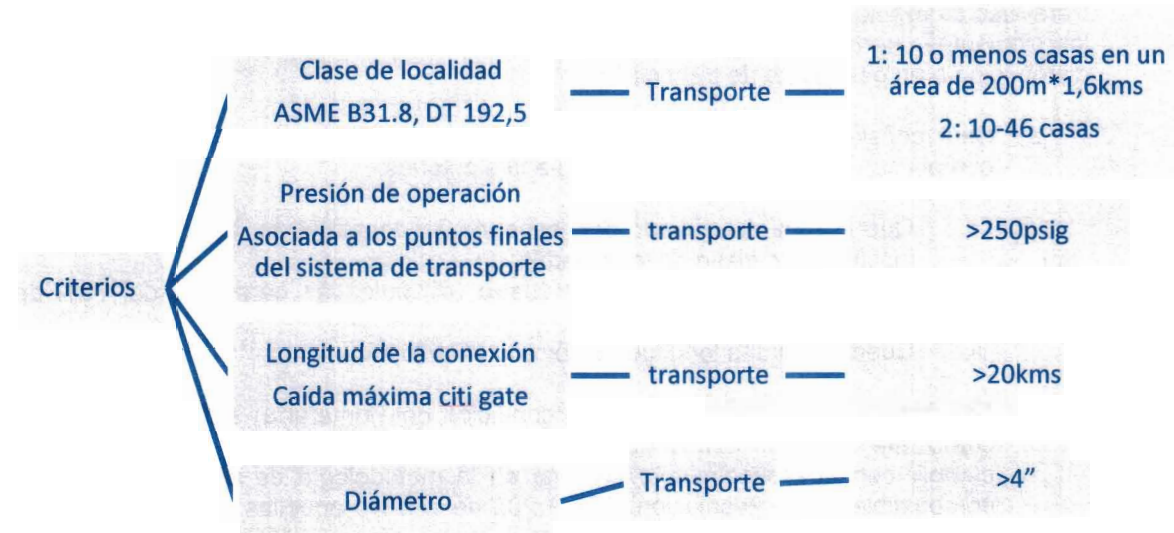 Criterios
Clase de localidad
ASME B31.8, DT 192,5
Transporte
1: 10 o menos casas en un
área de 200m*1,6kms
2: 10-46 casas
Presión de operación
Asociada a los puntos finales
del sistema de transporte
transporte
>250psig
Longitud de la conexión
Caída máxima citi gate
transporte
>20kms
Diámetro
Transporte
>4"